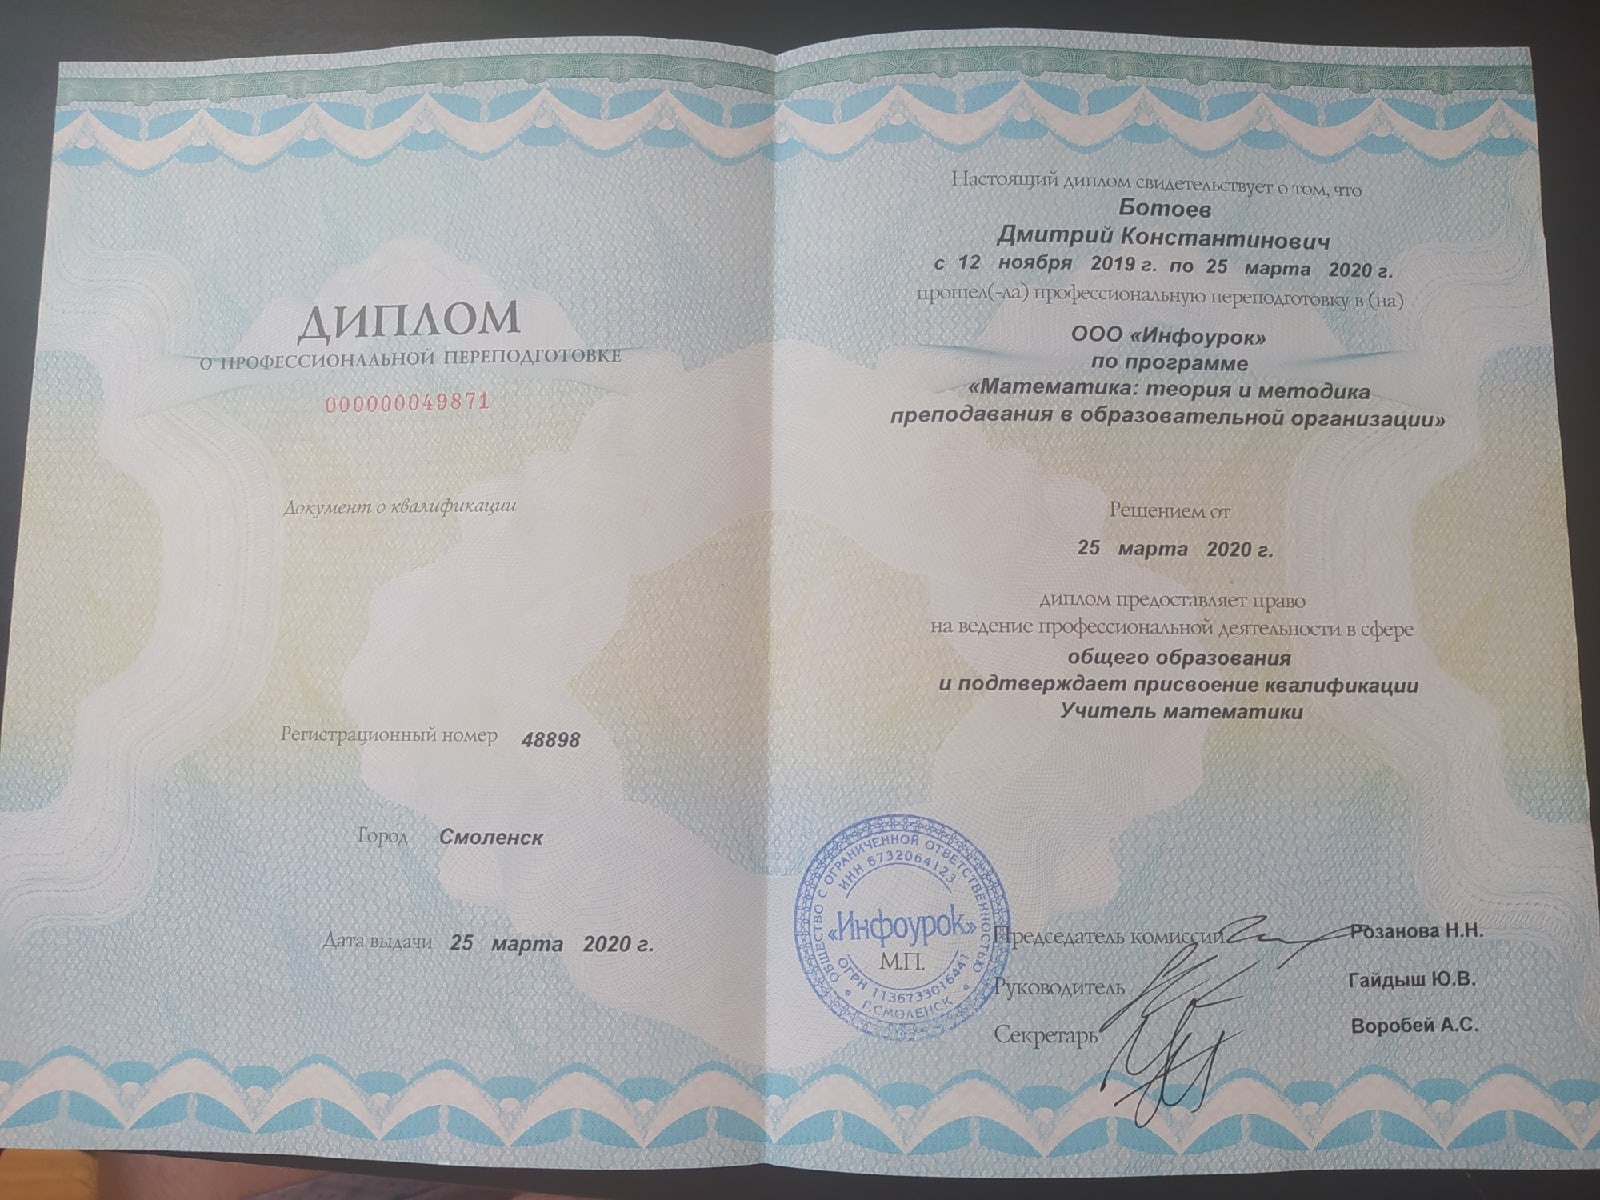 ДИПЛОМ
О ПРОФЕССИОНАЛЬНОЙ ПЕРЕПОДГОТОВКЕ
000000049871
Документ о квалификации
Регистрационный номер 48898
Город Смоленск
Дата выдачи 25 марта 2020 г.
Настоящий диплом свидетельствует о том, что
Ботоев
Дмитрий Константинович
с 12 ноября 2019 г. по 25 марта 2020 г.
прошел(-ла) профессиональную переподготовку в (на)
ООО «Инфоурок»
по программе
«Математика: теория и методика
преподавания в образовательной организации»
Решением от
25 марта 2020 г.
диплом предоставляет право
на ведение профессиональной деятельности в сфере
общего образования
и подтверждает присвоение квалификации
Учитель математики
ОБЩЕСТВО С ОГРАНИЧЕННОЙ ОТВЕТСТВЕННОСТЬЮ
ИНН 6732064123
«Инфоурок»
М.П.
ОГРН 1136733016441
Г.СМОЛЕНСК
Председатель комиссии Розанова Н.Н.
Руководитель Гайдыш Ю.В.
Секретарь Воробей А.С.